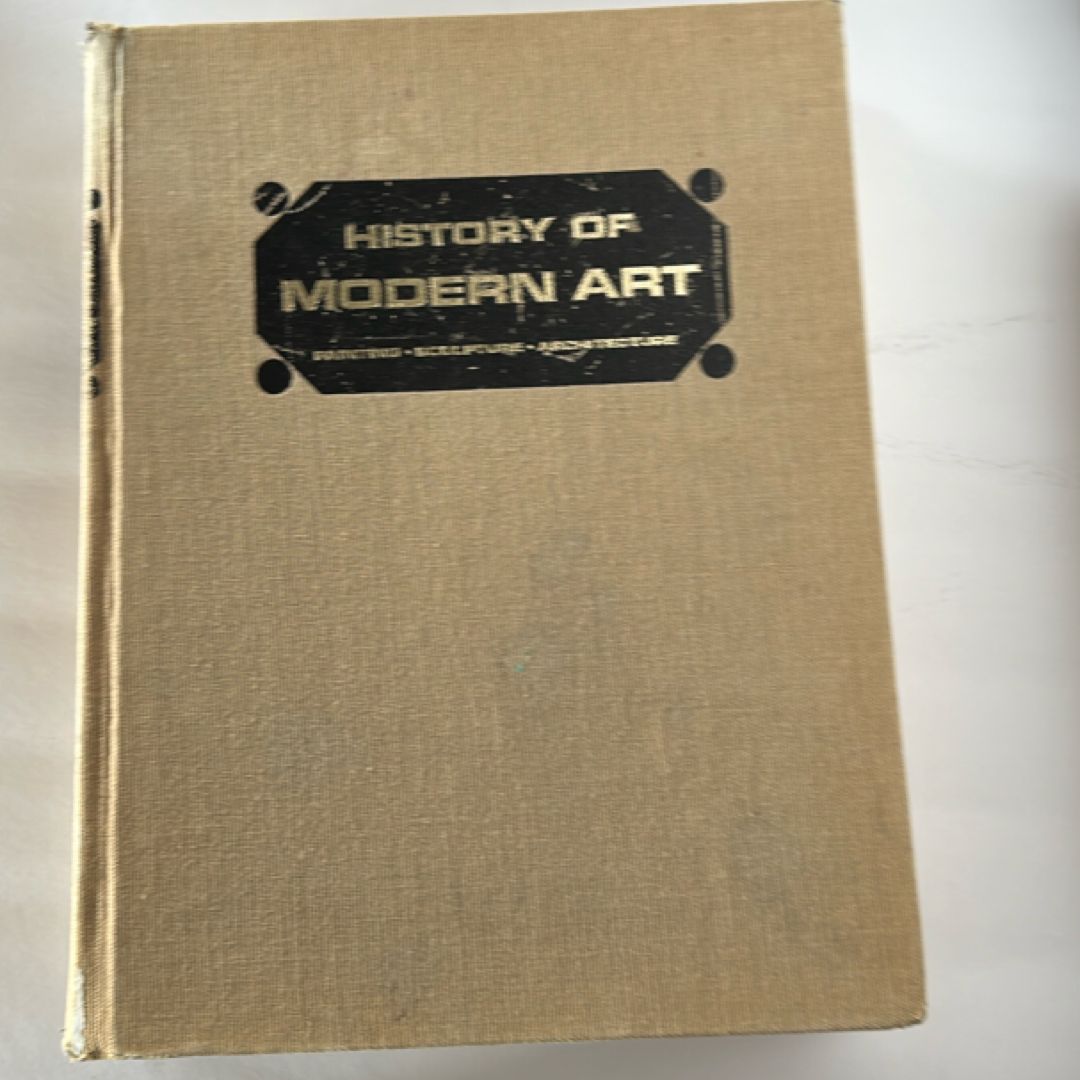 HISTORY OF
MODERN ART
PAINTING • SCULPTURE • ARCHITECTURE